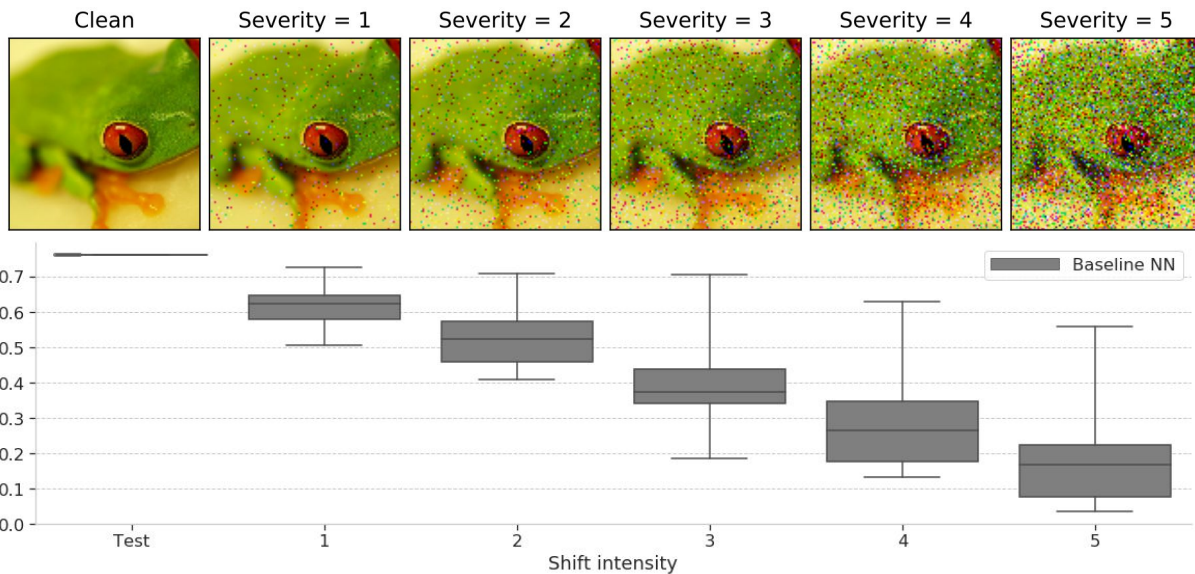 Clean Severity = 1 Severity = 2 Severity = 3 Severity = 4 Severity = 5
Baseline NN
0.7
0.6
0.5
0.4
0.3
0.2
0.1
0.0
Test 1 2 3 4 5
Shift intensity